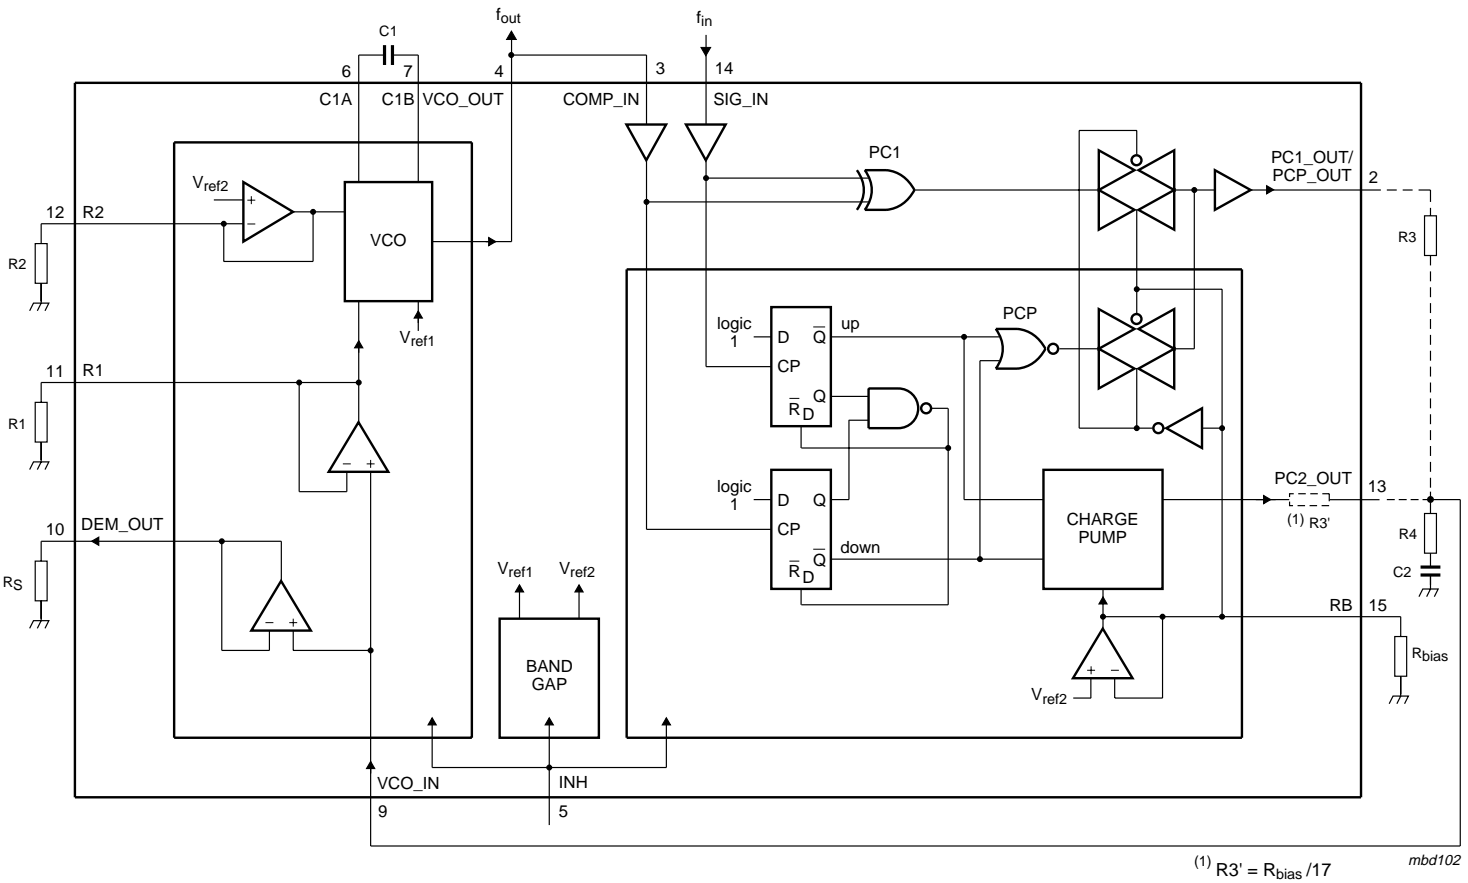 fout
fin
C1
6
7
4
3
14
C1A
C1B
VCO_OUT
COMP_IN
SIG_IN
PC1
PC1_OUT/
PCP_OUT
2
Vref2
+
−
12
R2
R2
VCO
R3
Vref1
logic
1
D
Q̅
up
CP
Q
R̅D
PCP
11
R1
R1
−
+
logic
1
D
Q
CP
Q̅
down
R̅D
CHARGE
PUMP
PC2_OUT
13
(1) R3'
R4
C2
10
DEM_OUT
RS
−
+
Vref1
Vref2
BAND
GAP
RB
15
Rbias
+
−
Vref2
VCO_IN
INH
9
5
(1) R3' = Rbias /17
mbd102